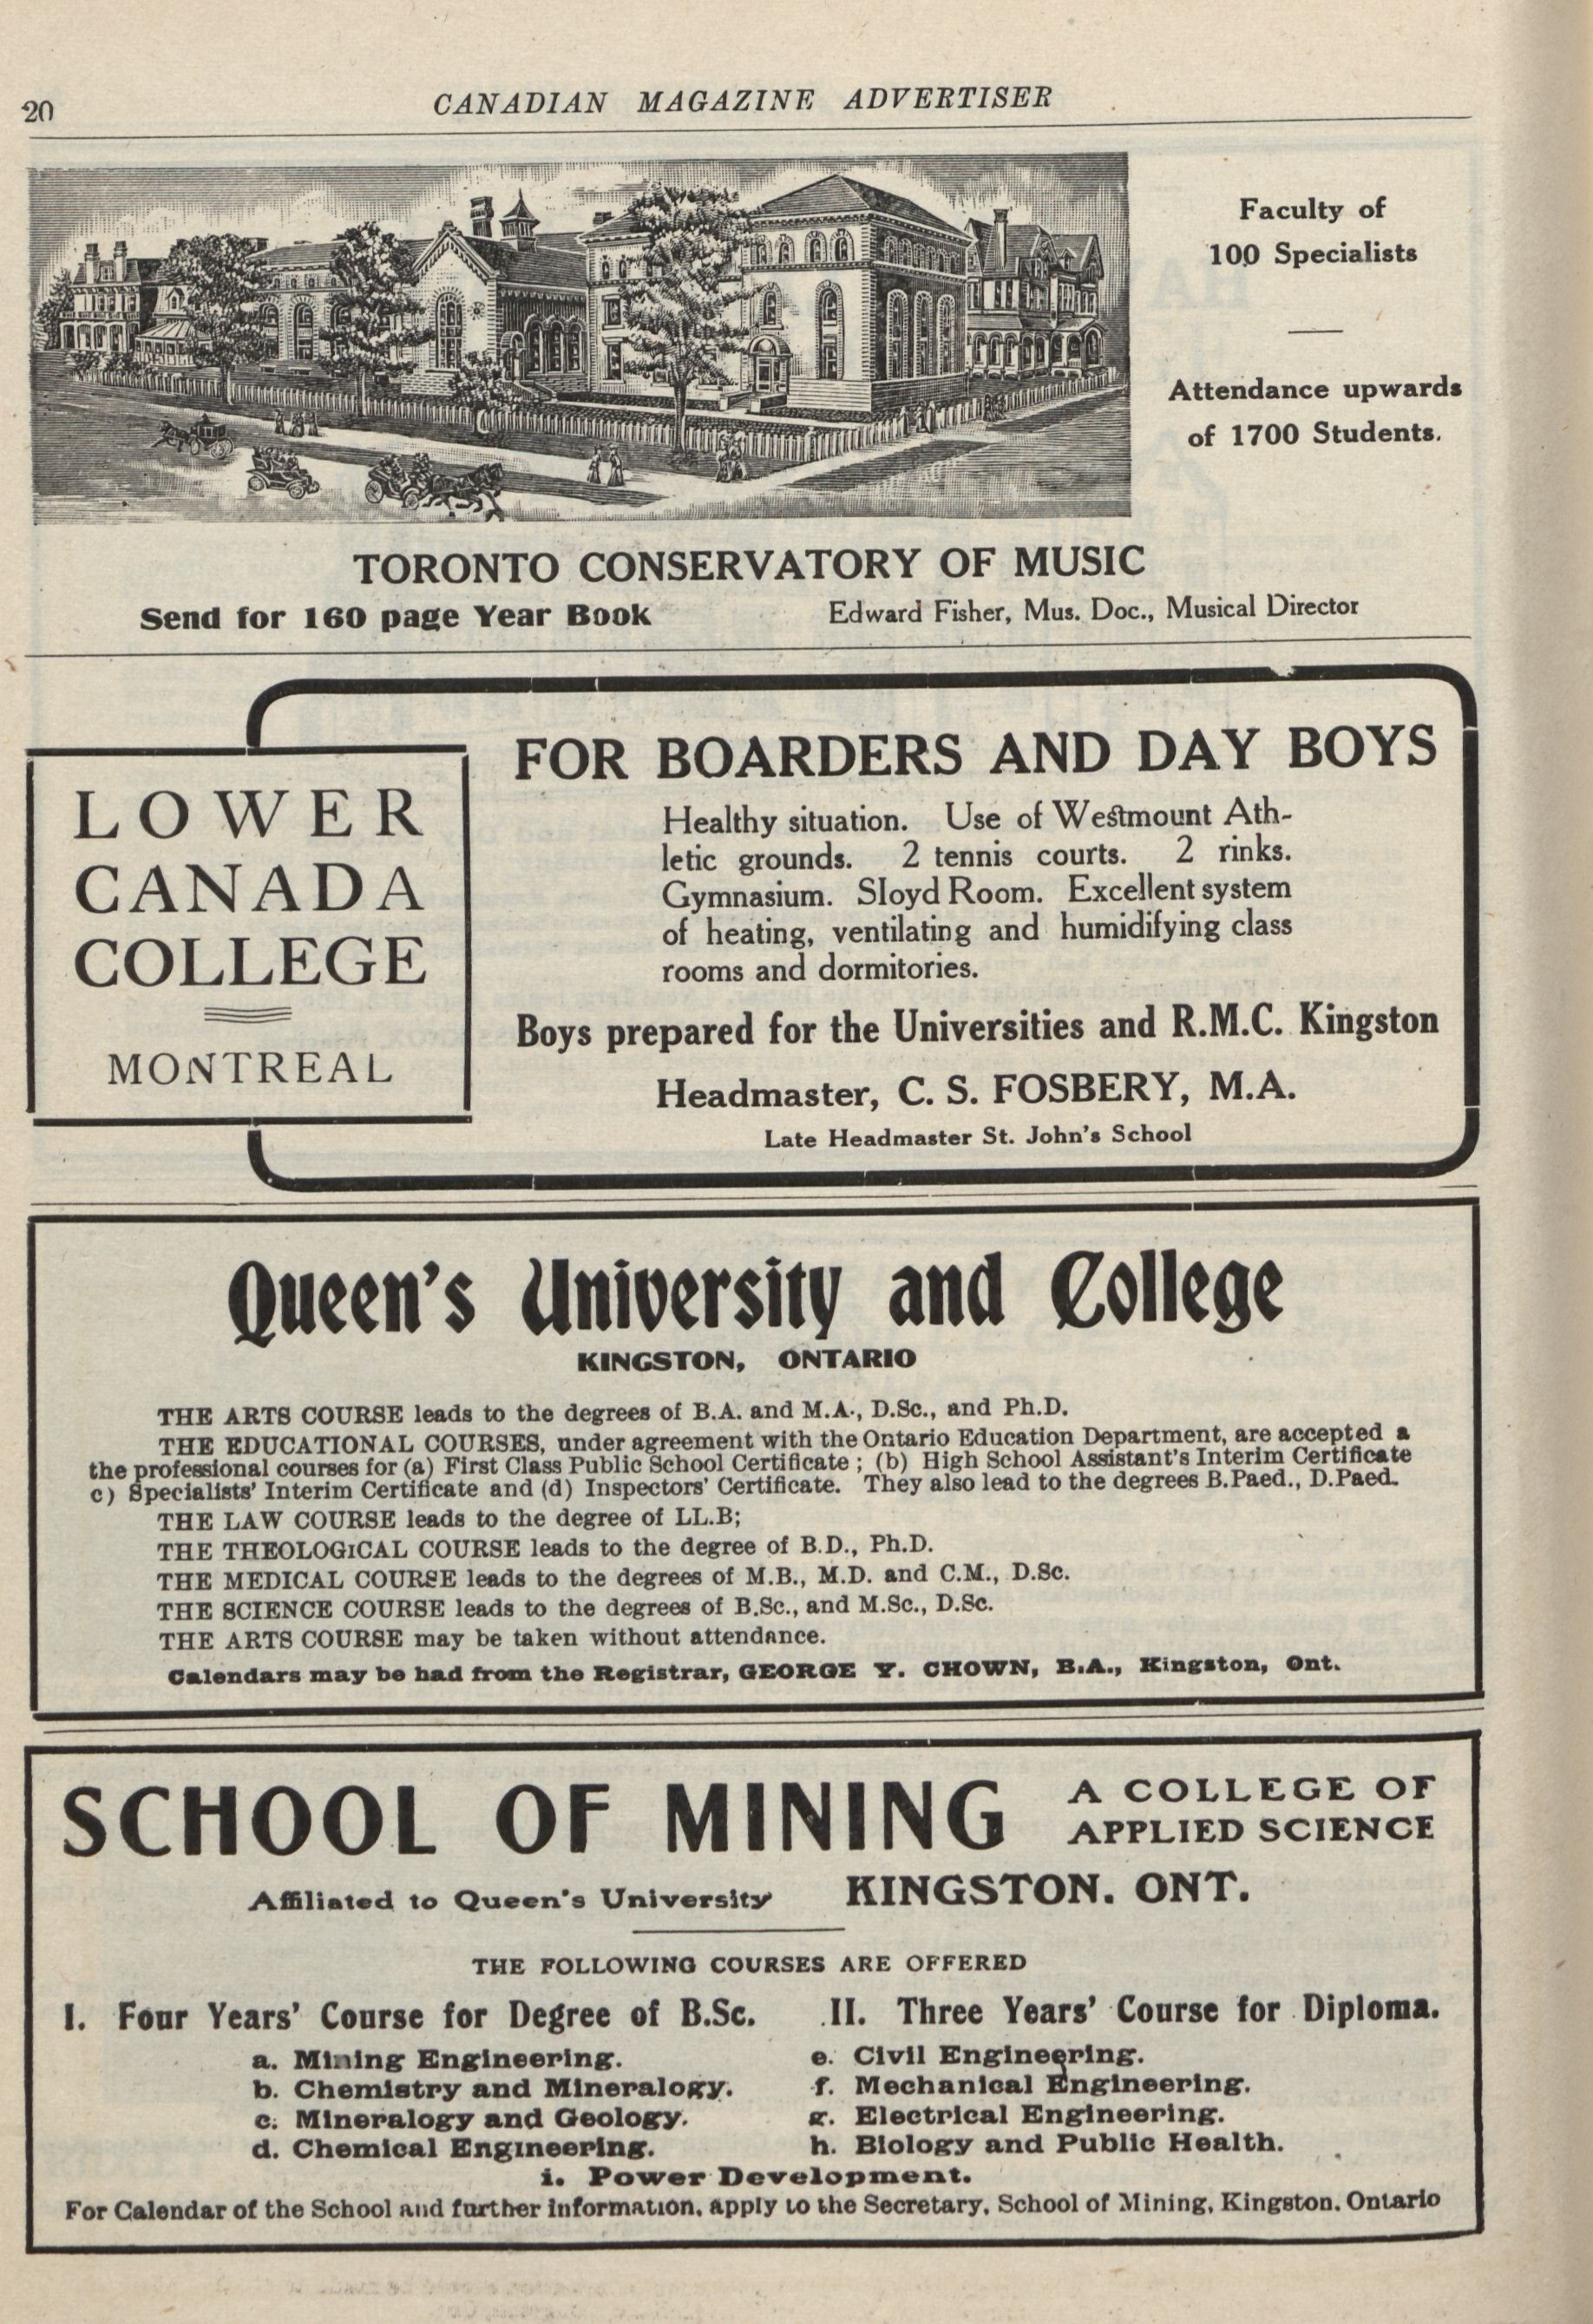 20
CANADIAN MAGAZINE ADVERTISER
Faculty of
100 Specialists
Attendance upwards
of 1700 Students.
TORONTO CONSERVATORY OF MUSIC
Send for 160 page Year Book
Edward Fisher, Mus. Doc., Musical Director
LOWER
CANADA
COLLEGE
MONTREAL
FOR BOARDERS AND DAY BOYS
Healthy situation. Use of Westmount Ath-
letic grounds. 2 tennis courts. 2 rinks.
Gymnasium. Sloyd Room. Excellent system
of heating, ventilating and humidifying class
rooms and dormitories.
Boys prepared for the Universities and R.M.C. Kingston
Headmaster, C. S. FOSBERY, M.A.
Late Headmaster St. John's School
Queen's University and College
KINGSTON, ONTARIO
THE ARTS COURSE leads to the degrees of B.A. and M.A., D.Sc., and Ph.D.
THE EDUCATIONAL COURSES, under agreement with the Ontario Education Department, are accepted a
the professional courses for (a) First Class Public School Certificate ; (b) High School Assistant's Interim Certificate
c) Specialists' Interim Certificate and (d) Inspectors' Certificate. They also lead to the degrees B.Paed., D.Paed.
THE LAW COURSE leads to the degree of LL.B;
THE THEOLOGICAL COURSE leads to the degree of B.D., Ph.D.
THE MEDICAL COURSE leads to the degrees of M.B., M.D. and C.M., D.Sc.
THE SCIENCE COURSE leads to the degrees of B.Sc., and M.Sc., D.Sc.
THE ARTS COURSE may be taken without attendance.
Calendars may be had from the Registrar, GEORGE Y. CHOWN, B.A., Kingston, Ont.
SCHOOL OF MINING
A COLLEGE OF
APPLIED SCIENCE
Affiliated to Queen's University
KINGSTON. ONT.
THE FOLLOWING COURSES ARE OFFERED
I. Four Years' Course for Degree of B.Sc.
II. Three Years' Course for Diploma.
a. Mining Engineering.
b. Chemistry and Mineralogy.
c. Mineralogy and Geology.
d. Chemical Engineering.
e. Civil Engineering.
f. Mechanical Engineering.
g. Electrical Engineering.
h. Biology and Public Health.
i. Power Development.
For Calendar of the School and further information, apply to the Secretary, School of Mining, Kingston. Ontario